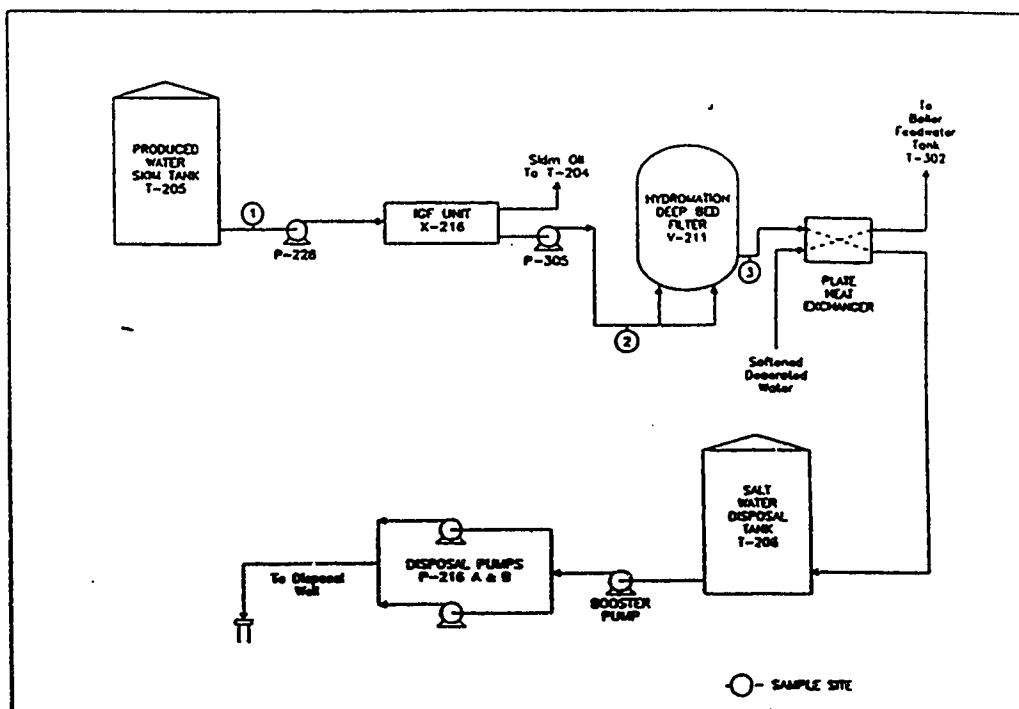 PRODUCED
WATER
SKIM TANK
T-205
1
P-228
IGF UNIT
X-216
Skim Oil
To T-204
P-305
2
HYDROMATION
DEEP BED
FILTER
V-211
3
To
Boiler
Feedwater
Tank
T-302
PLATE
HEAT
EXCHANGER
Softened
Deaerated
Water
SALT
WATER
DISPOSAL
TANK
T-206
BOOSTER
PUMP
DISPOSAL PUMPS
P-216 A & B
To Disposal
Well
- SAMPLE SITE